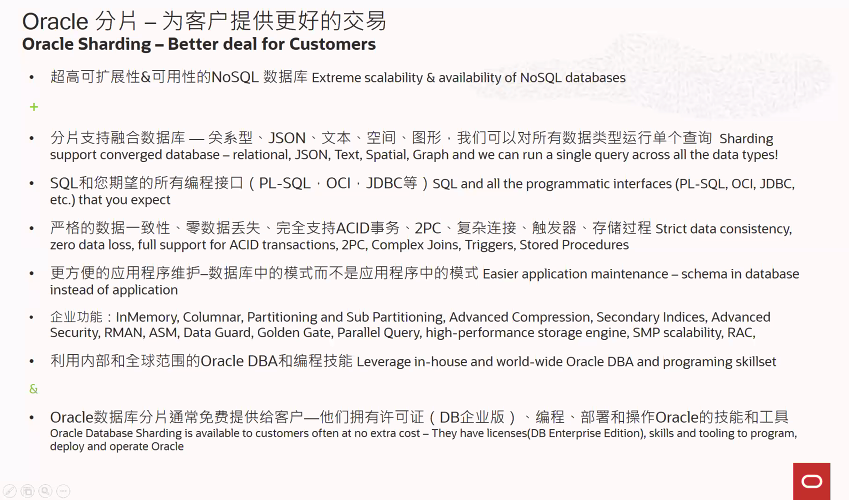 Oracle 分片 – 为客户提供更好的交易
Oracle Sharding – Better deal for Customers
• 超高可扩展性&可用性的NoSQL 数据库 Extreme scalability & availability of NoSQL databases
+
• 分片支持融合数据库 — 关系型、JSON、文本、空间、图形，我们可以对所有数据类型运行单个查询 Sharding
support converged database – relational, JSON, Text, Spatial, Graph and we can run a single query across all the data types!
• SQL和您期望的所有编程接口（PL-SQL，OCI，JDBC等）SQL and all the programmatic interfaces (PL-SQL, OCI, JDBC,
etc.) that you expect
• 严格的数据一致性、零数据丢失、完全支持ACID事务、2PC、复杂连接、触发器、存储过程 Strict data consistency,
zero data loss, full support for ACID transactions, 2PC, Complex Joins, Triggers, Stored Procedures
• 更方便的应用程序维护–数据库中的模式而不是应用程序中的模式 Easier application maintenance – schema in database
instead of application
• 企业功能：InMemory, Columnar, Partitioning and Sub Partitioning, Advanced Compression, Secondary Indices, Advanced
Security, RMAN, ASM, Data Guard, Golden Gate, Parallel Query, high-performance storage engine, SMP scalability, RAC,
• 利用内部和全球范围的Oracle DBA和编程技能 Leverage in-house and world-wide Oracle DBA and programing skillset
&
• Oracle数据库分片通常免费提供给客户—他们拥有许可证（DB企业版）、编程、部署和操作Oracle的技能和工具
Oracle Database Sharding is available to customers often at no extra cost – They have licenses(DB Enterprise Edition), skills and tooling to program,
deploy and operate Oracle